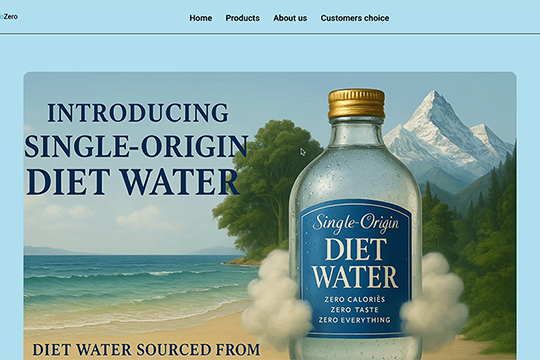 Zero
Home Products About us Customers choice
INTRODUCING
SINGLE-ORIGIN
DIET WATER
Single-Origin
DIET
WATER
ZERO CALORIES
ZERO TASTE
ZERO EVERYTHING
DIET WATER SOURCED FROM